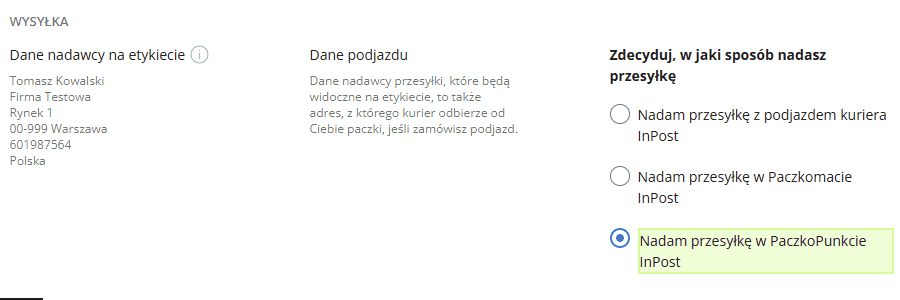 WYSYŁKA
Dane nadawcy na etykiecie
Tomasz Kowalski
Firma Testowa
Rynek 1
00-999 Warszawa
601987564
Polska
Dane podjazdu
Dane nadawcy przesyłki, które będą
widoczne na etykiecie, to także
adres, z którego kurier odbierze od
Ciebie paczki, jeśli zamówisz podjazd.
Zdecyduj, w jaki sposób nadasz
przesyłkę
Nadam przesyłkę z podjazdem kuriera
InPost
Nadam przesyłkę w Paczkomacie
InPost
Nadam przesyłkę w PaczkoPunkcie
InPost